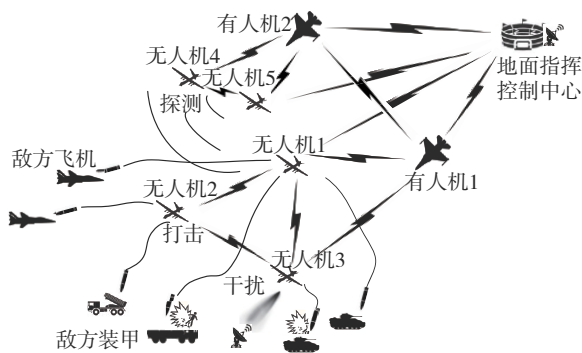 有人机2
无人机4
无人机5
地面指挥
控制中心
探测
无人机1
敌方飞机
有人机1
无人机2
打击
无人机3
干扰
敌方装甲